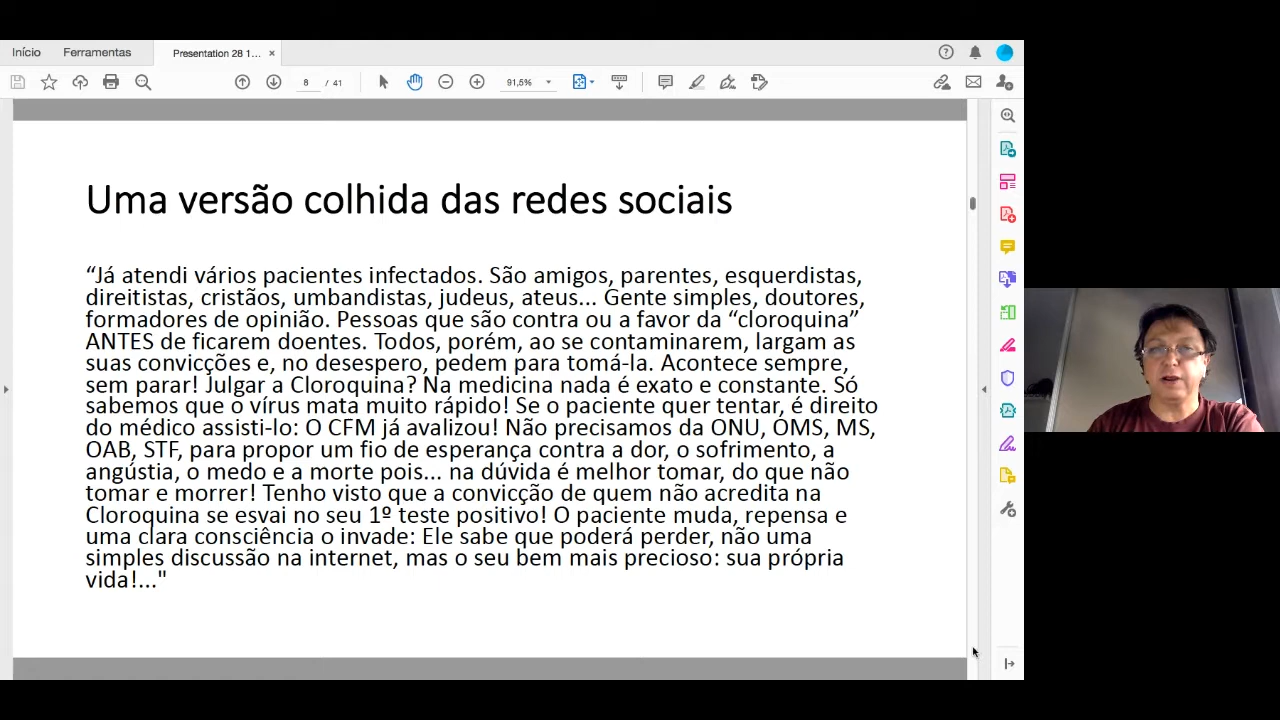 Início
Ferramentas
Presentation 28 1... ×
8 / 41
91,5%
Uma versão colhida das redes sociais
“Já atendi vários pacientes infectados. São amigos, parentes, esquerdistas,
direitistas, cristãos, umbandistas, judeus, ateus... Gente simples, doutores,
formadores de opinião. Pessoas que são contra ou a favor da “cloroquina”
ANTES de ficarem doentes. Todos, porém, ao se contaminarem, largam as
suas convicções e, no desespero, pedem para tomá-la. Acontece sempre,
sem parar! Julgar a Cloroquina? Na medicina nada é exato e constante. Só
sabemos que o vírus mata muito rápido! Se o paciente quer tentar, é direito
do médico assisti-lo: O CFM já avalizou! Não precisamos da ONU, OMS, MS,
OAB, STF, para propor um fio de esperança contra a dor, o sofrimento, a
angústia, o medo e a morte pois... na dúvida é melhor tomar, do que não
tomar e morrer! Tenho visto que a convicção de quem não acredita na
Cloroquina se esvai no seu 1º teste positivo! O paciente muda, repensa e
uma clara consciência o invade: Ele sabe que poderá perder, não uma
simples discussão na internet, mas o seu bem mais precioso: sua própria
vida!..."